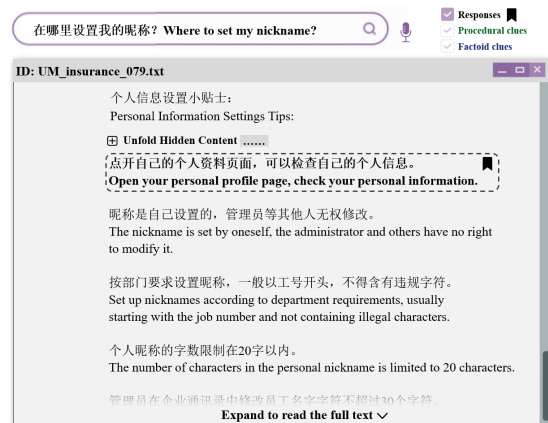 在哪里设置我的昵称？Where to set my nickname?
Responses
Procedural clues
Factoid clues
ID: UM_insurance_079.txt
个人信息设置小贴士：
Personal Information Settings Tips:
Unfold Hidden Content ......
点开自己的个人资料页面，可以检查自己的个人信息。
Open your personal profile page, check your personal information.
昵称是自己设置的，管理员等其他人无权修改。
The nickname is set by oneself, the administrator and others have no right
to modify it.
按部门要求设置昵称，一般以工号开头，不得含有违规字符。
Set up nicknames according to department requirements, usually
starting with the job number and not containing illegal characters.
个人昵称的字数限制在20字以内。
The number of characters in the personal nickname is limited to 20 characters.
管理员在企业通讯录中修改员工名字字符不超过30个字符。
Expand to read the full text